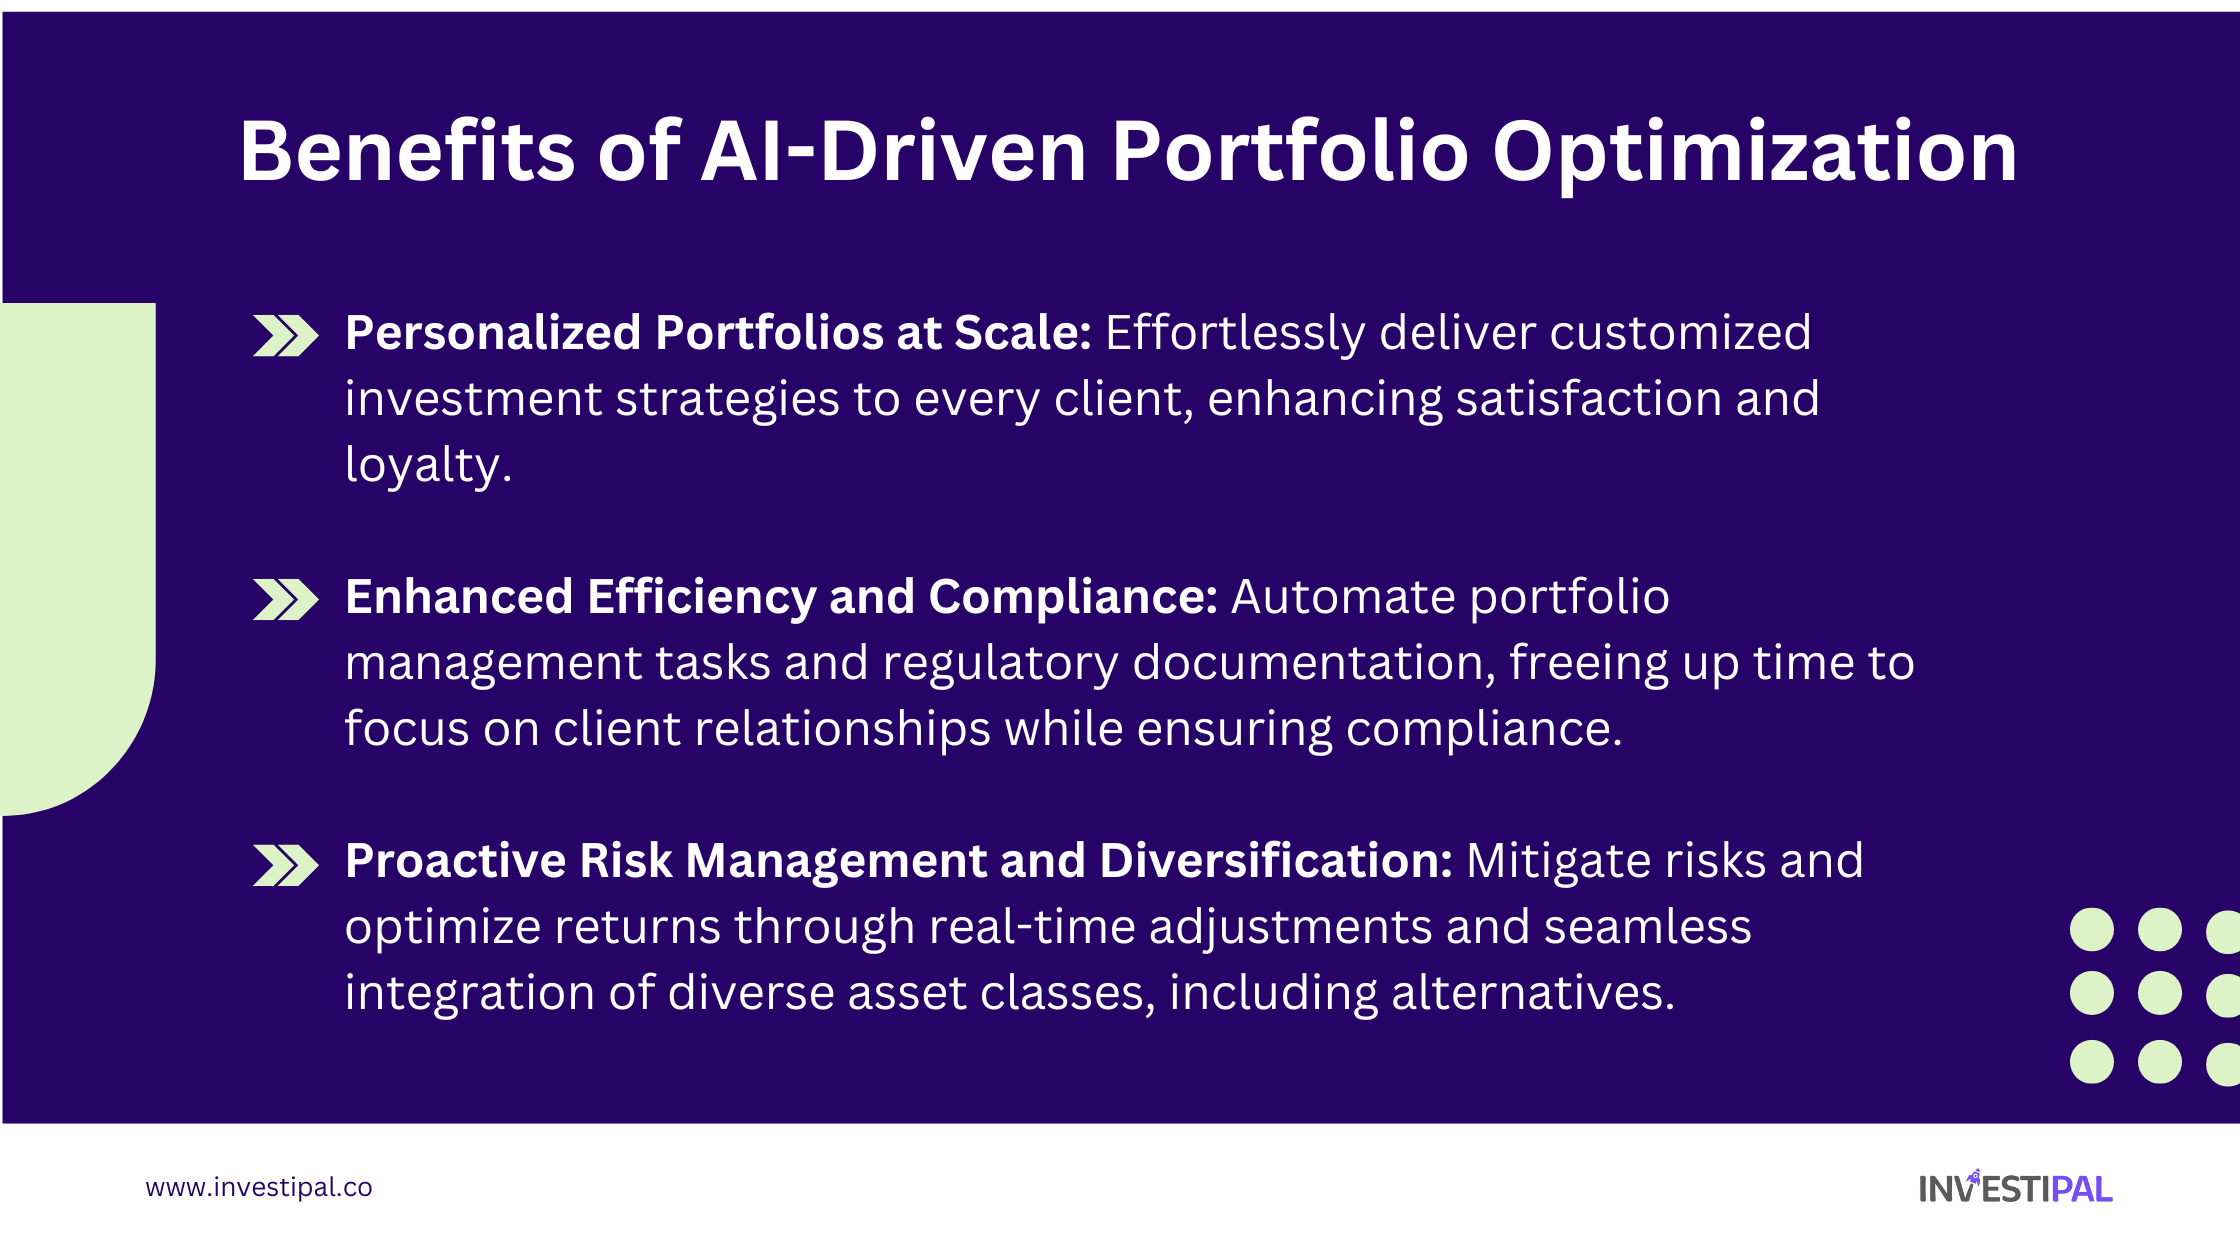 Benefits of AI-Driven Portfolio Optimization
Personalized Portfolios at Scale: Effortlessly deliver customized
investment strategies to every client, enhancing satisfaction and
loyalty.
Enhanced Efficiency and Compliance: Automate portfolio
management tasks and regulatory documentation, freeing up time to
focus on client relationships while ensuring compliance.
Proactive Risk Management and Diversification: Mitigate risks and
optimize returns through real-time adjustments and seamless
integration of diverse asset classes, including alternatives.
www.investipal.co
INVESTIPAL